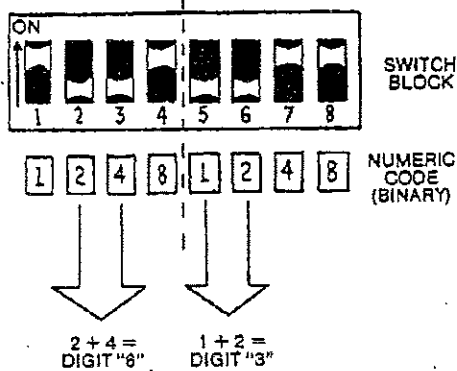 ON
1 2 3 4 5 6 7 8
SWITCH
BLOCK
1 2 4 8 1 2 4 8
NUMERIC
CODE
(BINARY)
2 + 4 =
DIGIT "6"
1 + 2 =
DIGIT "3"